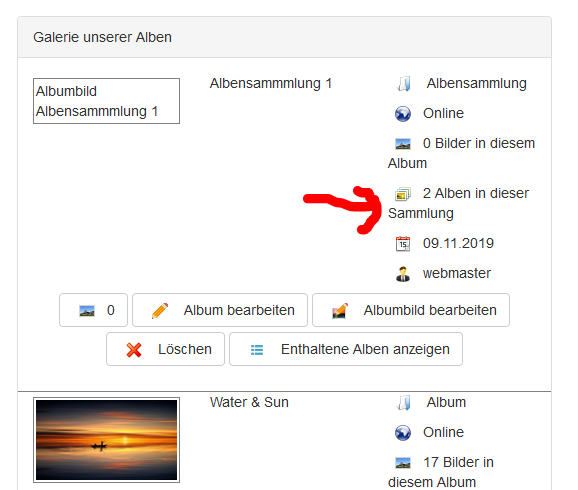 Galerie unserer Alben
Albumbild
Albensammmlung 1
Albensammmlung 1
Albensammlung
Online
0 Bilder in diesem
Album
2 Alben in dieser
Sammlung
15
09.11.2019
webmaster
0
Album bearbeiten
Albumbild bearbeiten
Löschen
Enthaltene Alben anzeigen
Water & Sun
Album
Online
17 Bilder in
diesem Album